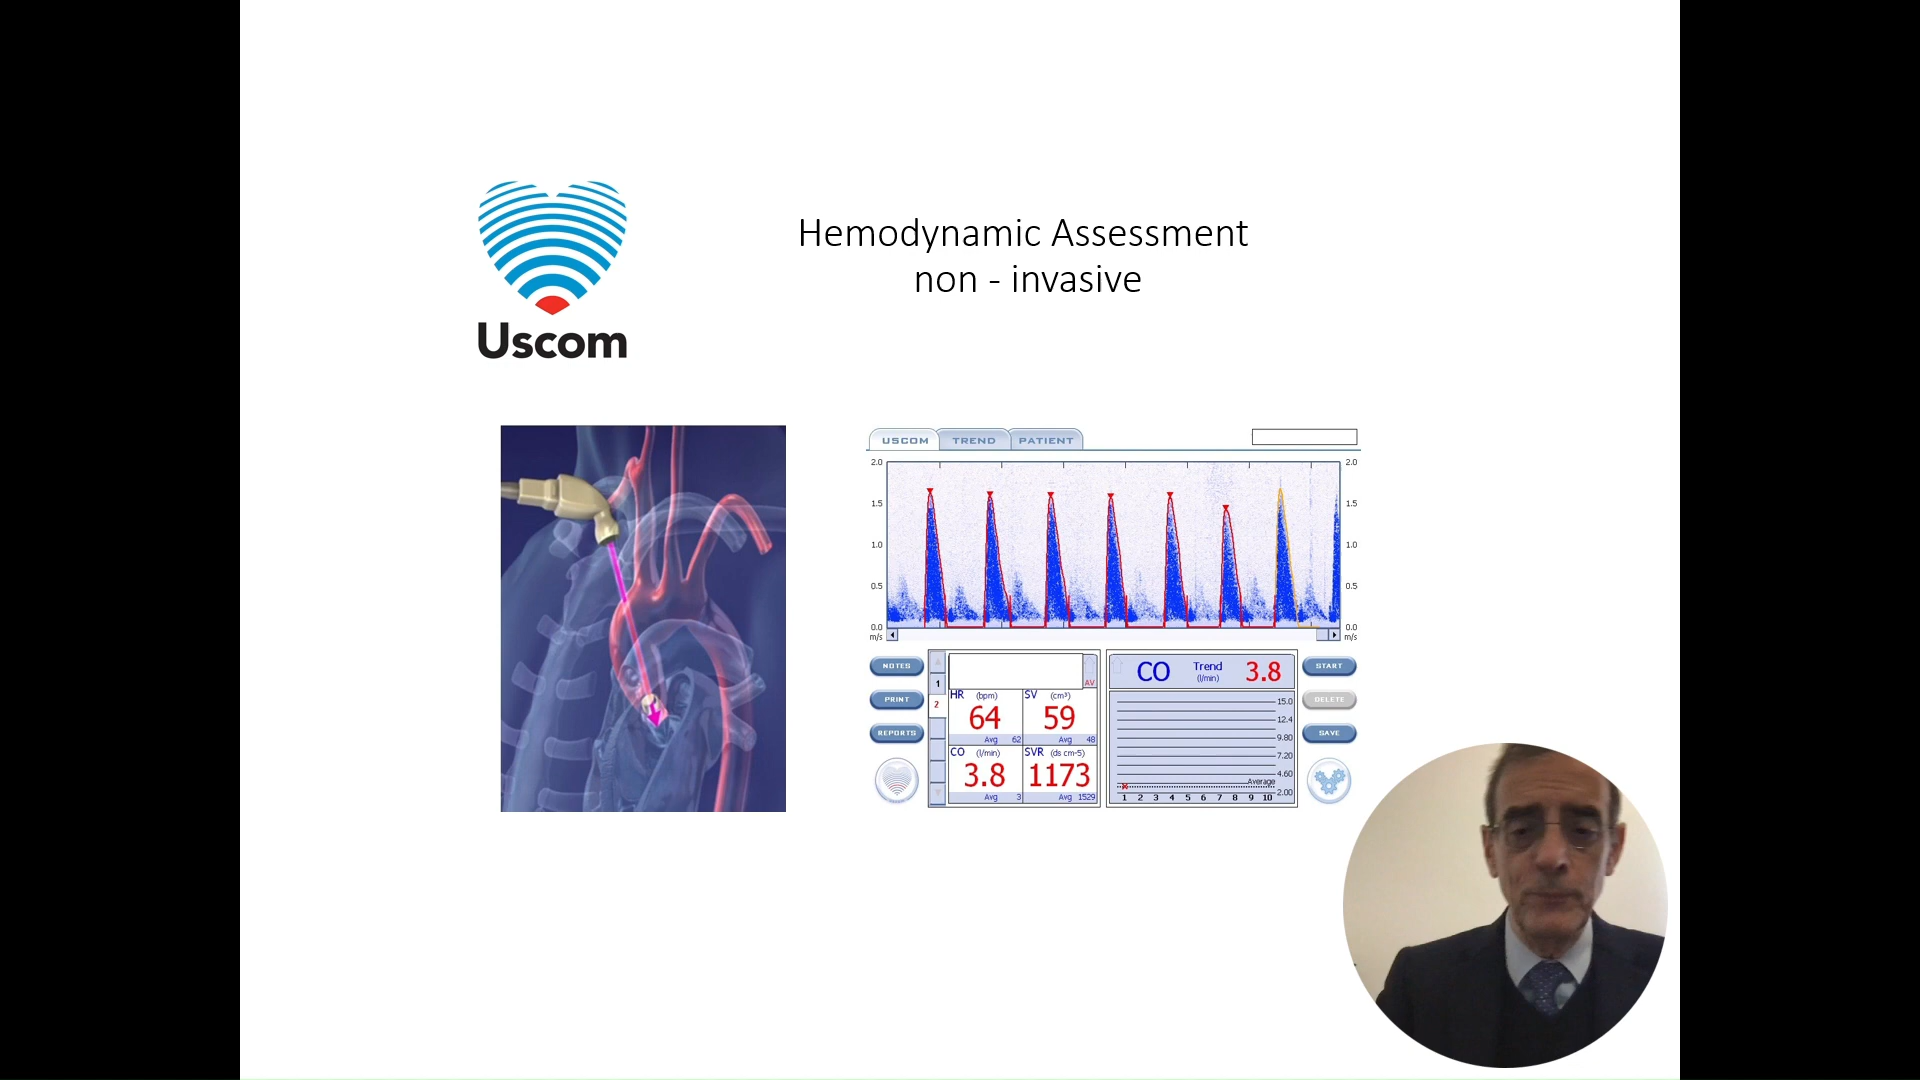 Uscom
Hemodynamic Assessment
non - invasive
USCOM TREND PATIENT
2.0 2.0
1.5 1.5
1.0 1.0
0.5 0.5
0.0 0.0
m/s m/s
NOTES
PRINT
REPORTS
1
2
AV
HR (bpm) SV (cm³)
64 59
Avg 62 Avg 48
CO (l/min) SVR (ds cm-5)
3.8 1173
Avg 3 Avg 1529
CO Trend (l/min) 3.8
15.0
12.4
9.80
7.20
4.60
Average
2.00
1 2 3 4 5 6 7 8 9 10
START
DELETE
SAVE